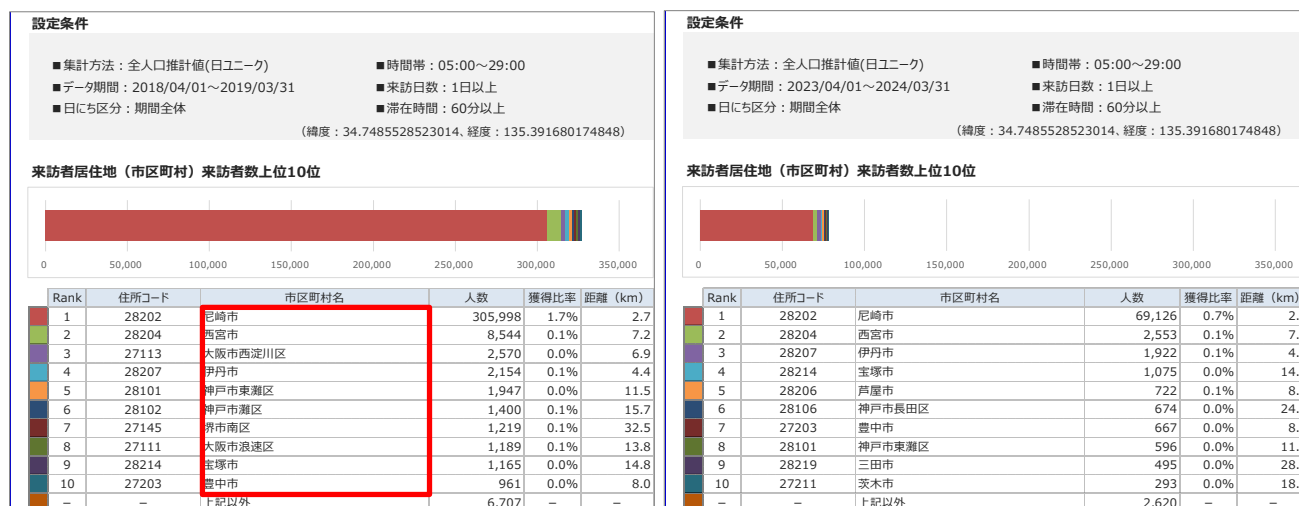 設定条件
■集計方法：全人口推計値(日ユニーク) ■時間帯：05:00～29:00
■データ期間：2018/04/01～2019/03/31 ■来訪日数：1日以上
■日にち区分：期間全体 ■滞在時間：60分以上
（緯度：34.7485528523014、経度：135.391680174848）
来訪者居住地（市区町村）来訪者数上位10位
0 50,000 100,000 150,000 200,000 250,000 300,000 350,000
Rank 住所コード 市区町村名 人数 獲得比率 距離（km）
1 28202 尼崎市 305,998 1.7% 2.7
2 28204 西宮市 8,544 0.1% 7.2
3 27113 大阪市西淀川区 2,570 0.0% 6.9
4 28207 伊丹市 2,154 0.1% 4.4
5 28101 神戸市東灘区 1,947 0.0% 11.5
6 28102 神戸市灘区 1,400 0.1% 15.7
7 27145 堺市南区 1,219 0.1% 32.5
8 27111 大阪市浪速区 1,189 0.1% 13.8
9 28214 宝塚市 1,165 0.0% 14.8
10 27203 豊中市 961 0.0% 8.0
– – 上記以外 6,707 – –
設定条件
■集計方法：全人口推計値(日ユニーク) ■時間帯：05:00～29:00
■データ期間：2023/04/01～2024/03/31 ■来訪日数：1日以上
■日にち区分：期間全体 ■滞在時間：60分以上
（緯度：34.7485528523014、経度：135.391680174848）
来訪者居住地（市区町村）来訪者数上位10位
0 50,000 100,000 150,000 200,000 250,000 300,000 350,000
Rank 住所コード 市区町村名 人数 獲得比率 距離（km）
1 28202 尼崎市 69,126 0.7% 2.
2 28204 西宮市 2,553 0.1% 7.
3 28207 伊丹市 1,922 0.1% 4.
4 28214 宝塚市 1,075 0.0% 14.
5 28206 芦屋市 722 0.1% 8.
6 28106 神戸市長田区 674 0.0% 24.
7 27203 豊中市 667 0.0% 8.
8 28101 神戸市東灘区 596 0.0% 11.
9 28219 三田市 495 0.0% 28.
10 27211 茨木市 293 0.0% 18.
– – 上記以外 2,620 – –